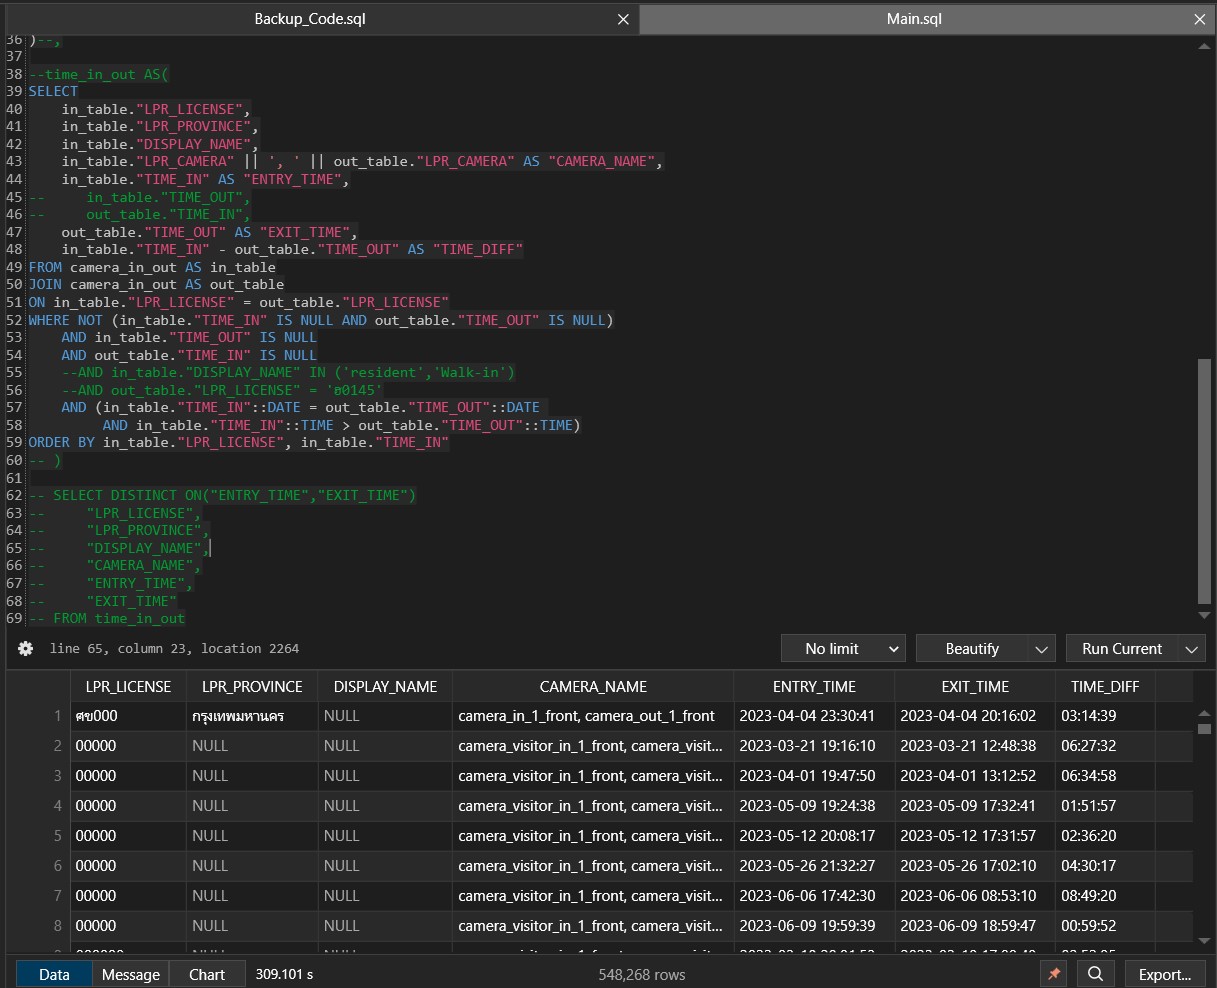 Backup_Code.sql
Main.sql
36 )--,
37
38 --time_in_out AS(
39 SELECT
40 in_table."LPR_LICENSE",
41 in_table."LPR_PROVINCE",
42 in_table."DISPLAY_NAME",
43 in_table."LPR_CAMERA" || ', ' || out_table."LPR_CAMERA" AS "CAMERA_NAME",
44 in_table."TIME_IN" AS "ENTRY_TIME",
45 -- in_table."TIME_OUT",
46 -- out_table."TIME_IN",
47 out_table."TIME_OUT" AS "EXIT_TIME",
48 in_table."TIME_IN" - out_table."TIME_OUT" AS "TIME_DIFF"
49 FROM camera_in_out AS in_table
50 JOIN camera_in_out AS out_table
51 ON in_table."LPR_LICENSE" = out_table."LPR_LICENSE"
52 WHERE NOT (in_table."TIME_IN" IS NULL AND out_table."TIME_OUT" IS NULL)
53 AND in_table."TIME_OUT" IS NULL
54 AND out_table."TIME_IN" IS NULL
55 --AND in_table."DISPLAY_NAME" IN ('resident','Walk-in')
56 --AND out_table."LPR_LICENSE" = '0145'
57 AND (in_table."TIME_IN"::DATE = out_table."TIME_OUT"::DATE
58 AND in_table."TIME_IN"::TIME > out_table."TIME_OUT"::TIME)
59 ORDER BY in_table."LPR_LICENSE", in_table."TIME_IN"
60 -- )
61
62 -- SELECT DISTINCT ON("ENTRY_TIME","EXIT_TIME")
63 -- "LPR_LICENSE",
64 -- "LPR_PROVINCE",
65 -- "DISPLAY_NAME",
66 -- "CAMERA_NAME",
67 -- "ENTRY_TIME",
68 -- "EXIT_TIME"
69 -- FROM time_in_out
line 65, column 23, location 2264 No limit Beautify Run Current
LPR_LICENSE LPR_PROVINCE DISPLAY_NAME CAMERA_NAME ENTRY_TIME EXIT_TIME TIME_DIFF
1 ศข000 กรุงเทพมหานคร NULL camera_in_1_front, camera_out_1_front 2023-04-04 23:30:41 2023-04-04 20:16:02 03:14:39
2 00000 NULL NULL camera_visitor_in_1_front, camera_visit... 2023-03-21 19:16:10 2023-03-21 12:48:38 06:27:32
3 00000 NULL NULL camera_visitor_in_1_front, camera_visit... 2023-04-01 19:47:50 2023-04-01 13:12:52 06:34:58
4 00000 NULL NULL camera_visitor_in_1_front, camera_visit... 2023-05-09 19:24:38 2023-05-09 17:32:41 01:51:57
5 00000 NULL NULL camera_visitor_in_1_front, camera_visit... 2023-05-12 20:08:17 2023-05-12 17:31:57 02:36:20
6 00000 NULL NULL camera_visitor_in_1_front, camera_visit... 2023-05-26 21:32:27 2023-05-26 17:02:10 04:30:17
7 00000 NULL NULL camera_visitor_in_1_front, camera_visit... 2023-06-06 17:42:30 2023-06-06 08:53:10 08:49:20
8 00000 NULL NULL camera_visitor_in_1_front, camera_visit... 2023-06-09 19:59:39 2023-06-09 18:59:47 00:59:52
Data Message Chart 309.101 s 548,268 rows Export...